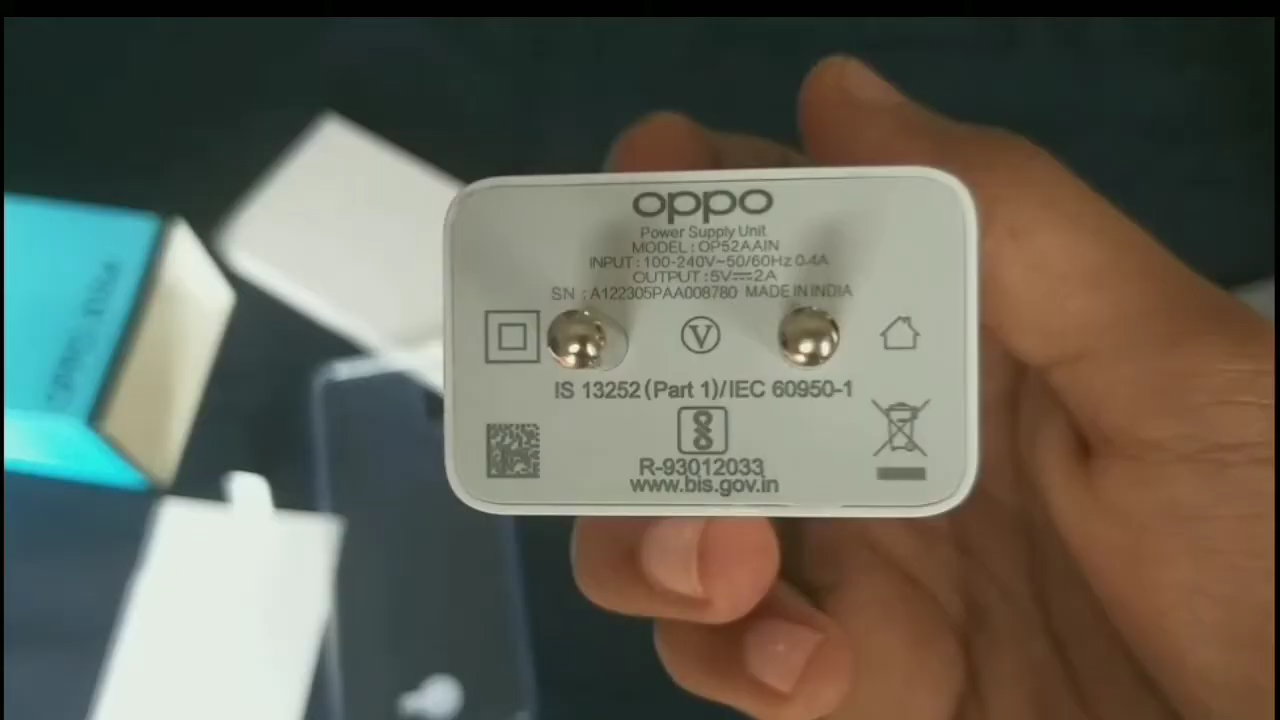 oppo
Power Supply Unit
MODEL : OP52AAIN
INPUT : 100-240V~50/60Hz 0.4A
OUTPUT : 5V⎓2A
SN : A122305PAA008780 MADE IN INDIA
V
IS 13252 (Part 1)/IEC 60950-1
R-93012033
www.bis.gov.in